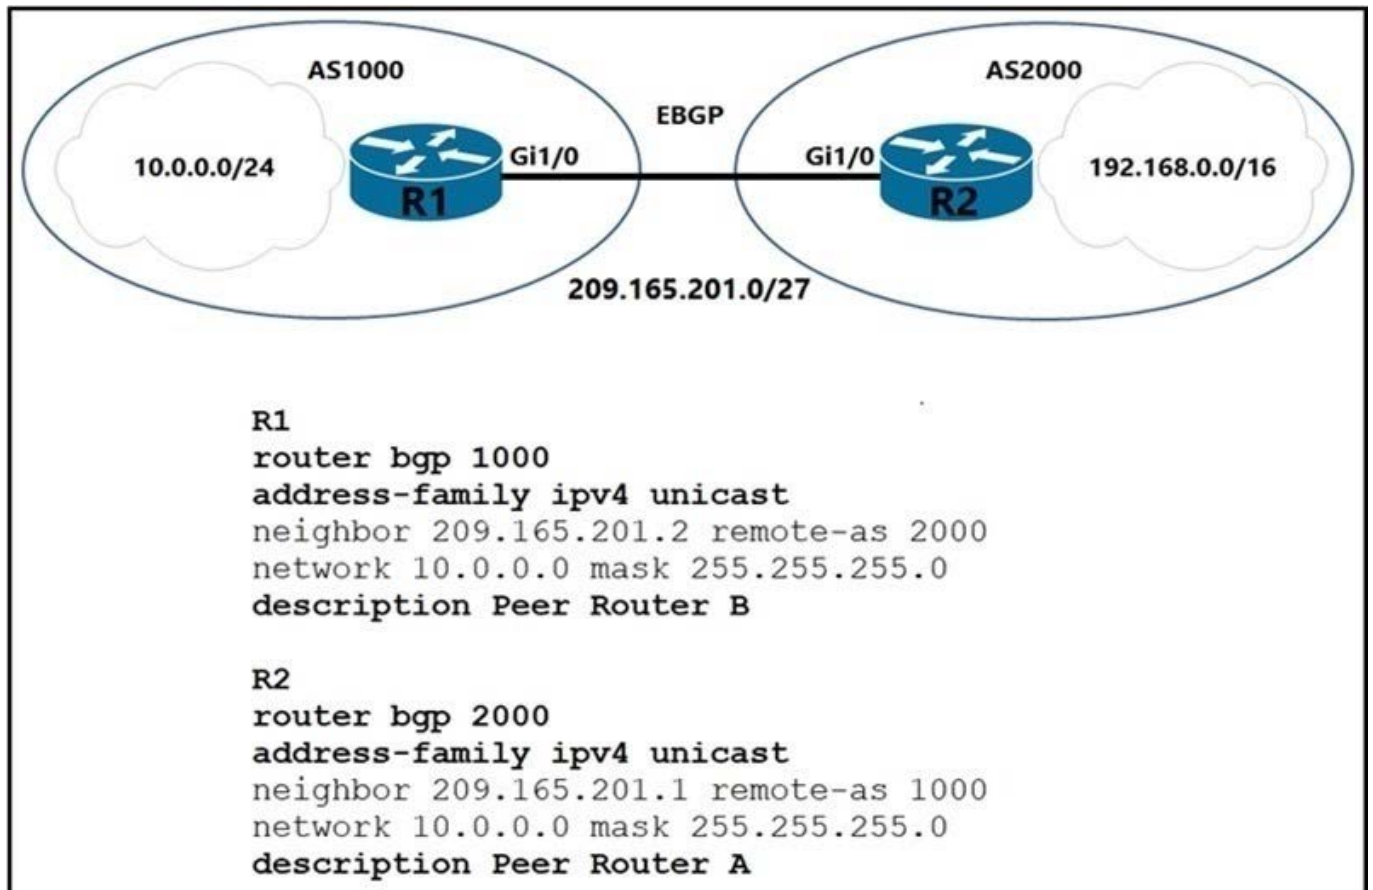 AS1000
AS2000
EBGP
10.0.0.0/24
R1
Gi1/0
Gi1/0
R2
192.168.0.0/16
209.165.201.0/27
R1
router bgp 1000
address-family ipv4 unicast
neighbor 209.165.201.2 remote-as 2000
network 10.0.0.0 mask 255.255.255.0
description Peer Router B
R2
router bgp 2000
address-family ipv4 unicast
neighbor 209.165.201.1 remote-as 1000
network 10.0.0.0 mask 255.255.255.0
description Peer Router A